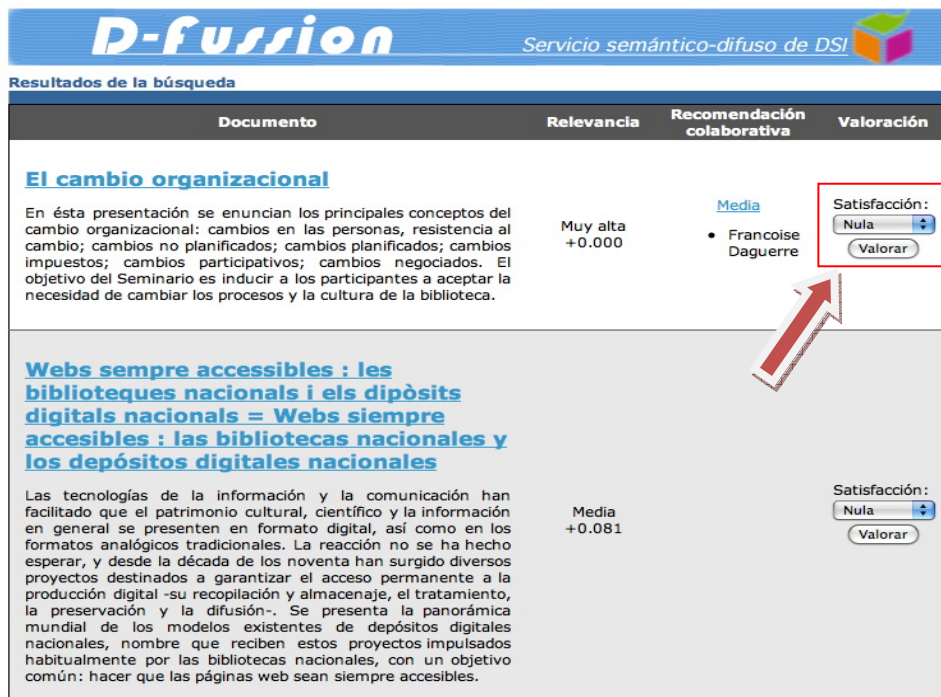 D-Fussion
Servicio semántico-difuso de DSI
Resultados de la búsqueda
Documento
Relevancia
Recomendación
colaborativa
Valoración
El cambio organizacional
En ésta presentación se enuncian los principales conceptos del
cambio organizacional: cambios en las personas, resistencia al
cambio; cambios no planificados; cambios planificados; cambios
impuestos; cambios participativos; cambios negociados. El
objetivo del Seminario es inducir a los participantes a aceptar la
necesidad de cambiar los procesos y la cultura de la biblioteca.
Muy alta
+0.000
Media
• Francoise
Daguerre
Satisfacción:
Nula
Valorar
Webs sempre accessibles : les
biblioteques nacionals i els dipòsits
digitals nacionals = Webs siempre
accesibles : las bibliotecas nacionales y
los depósitos digitales nacionales
Las tecnologías de la información y la comunicación han
facilitado que el patrimonio cultural, científico y la información
en general se presenten en formato digital, así como en los
formatos analógicos tradicionales. La reacción no se ha hecho
esperar, y desde la década de los noventa han surgido diversos
proyectos destinados a garantizar el acceso permanente a la
producción digital -su recopilación y almacenaje, el tratamiento,
la preservación y la difusión-. Se presenta la panorámica
mundial de los modelos existentes de depósitos digitales
nacionales, nombre que reciben estos proyectos impulsados
habitualmente por las bibliotecas nacionales, con un objetivo
común: hacer que las páginas web sean siempre accesibles.
Media
+0.081
Satisfacción:
Nula
Valorar